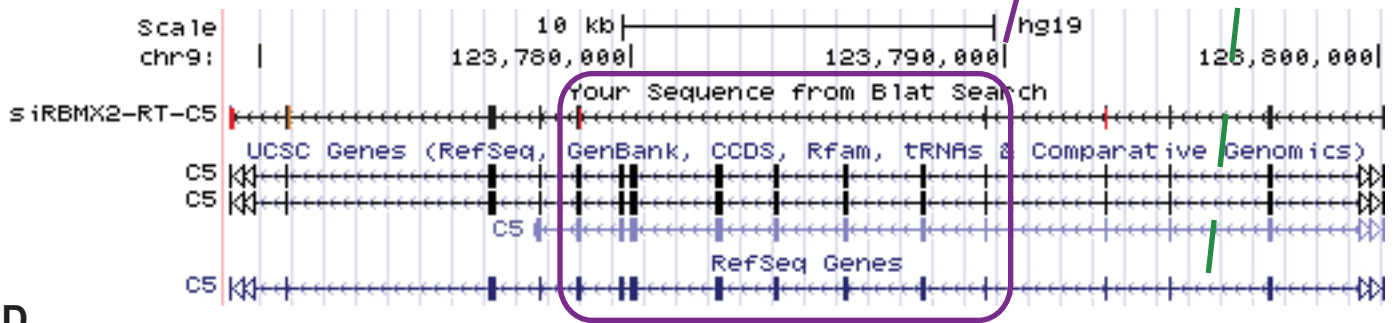 Scale 10 kb hg19
chr9: 123,780,000 123,790,000 123,800,000
Your Sequence from Blat Search
siRBMX2-RT-C5
UCSC Genes (RefSeq, GenBank, CCDS, Rfam, tRNAs & Comparative Genomics)
C5
C5
C5
RefSeq Genes
C5
D